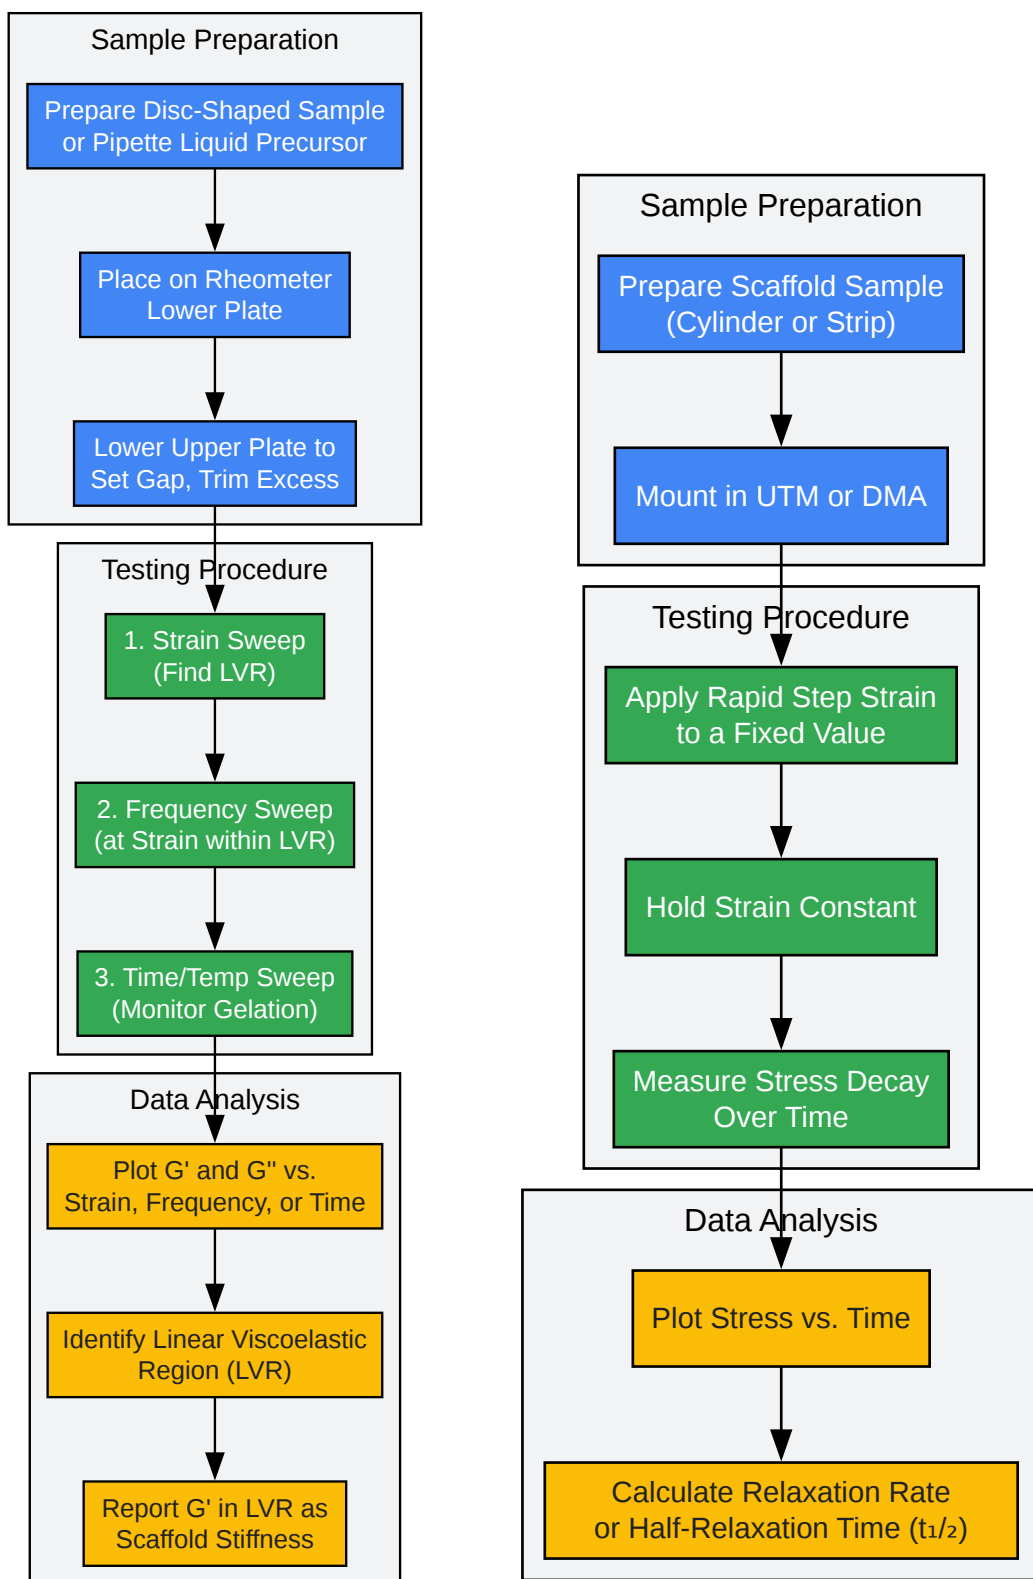 Sample Preparation
Prepare Disc-Shaped Sample
or Pipette Liquid Precursor
Place on Rheometer
Lower Plate
Lower Upper Plate to
Set Gap, Trim Excess
Testing Procedure
1. Strain Sweep
(Find LVR)
2. Frequency Sweep
(at Strain within LVR)
3. Time/Temp Sweep
(Monitor Gelation)
Data Analysis
Plot G' and G'' vs.
Strain, Frequency, or Time
Identify Linear Viscoelastic
Region (LVR)
Report G' in LVR as
Scaffold Stiffness
Sample Preparation
Prepare Scaffold Sample
(Cylinder or Strip)
Mount in UTM or DMA
Testing Procedure
Apply Rapid Step Strain
to a Fixed Value
Hold Strain Constant
Measure Stress Decay
Over Time
Data Analysis
Plot Stress vs. Time
Calculate Relaxation Rate
or Half-Relaxation Time (t₁/₂)